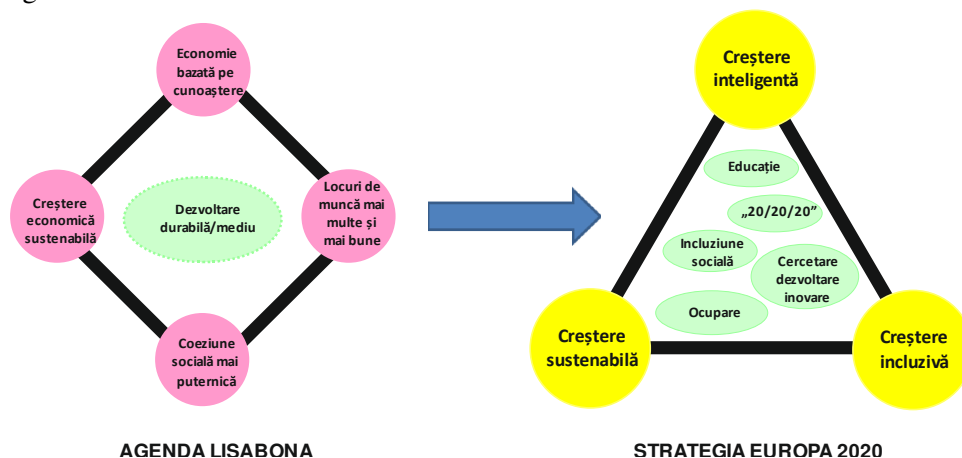 Economie
bazată pe
cunoaștere
Creștere
economică
sustenabilă
Dezvoltare
durabilă/mediu
Locuri de
muncă mai
multe și
mai bune
Coeziune
socială mai
puternică
AGENDA LISABONA
Creștere
inteligentă
Educație
„20/20/20”
Incluziune
socială
Cercetare
dezvoltare
inovare
Ocupare
Creștere
sustenabilă
Creștere
incluzivă
STRATEGIA EUROPA 2020